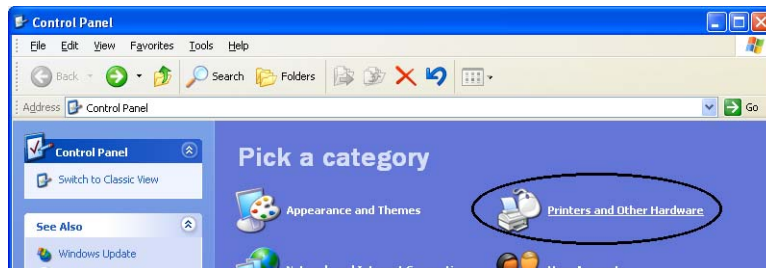 Control Panel
File Edit View Favorites Tools Help
Back Search Folders
Address Control Panel Go
Control Panel
Switch to Classic View
See Also
Windows Update
Pick a category
Appearance and Themes
Printers and Other Hardware